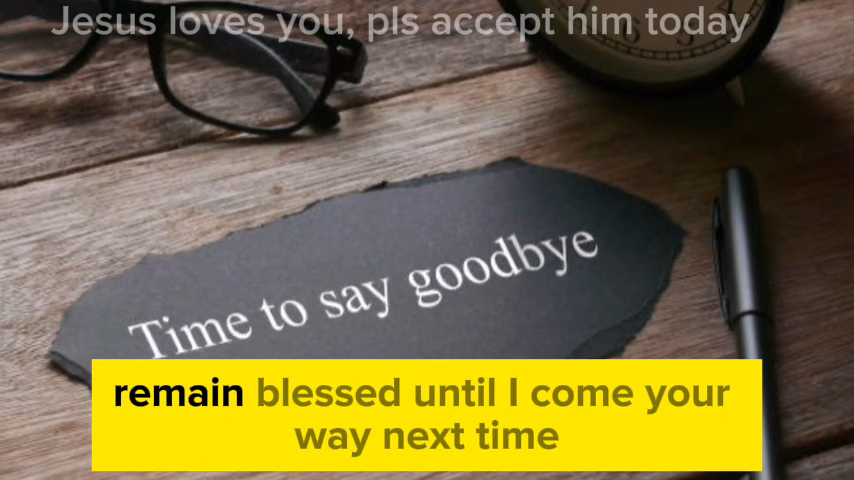 Jesus loves you, pls accept him today
Time to say goodbye
remain blessed until I come your
way next time